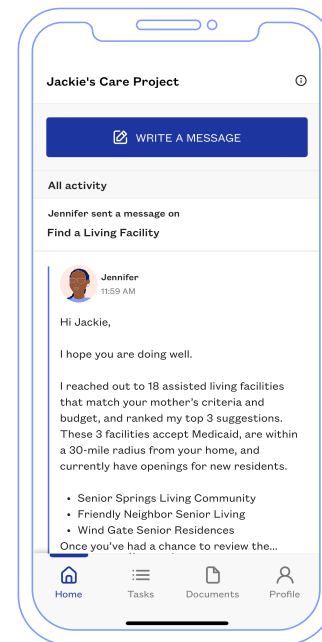 Jackie's Care Project
WRITE A MESSAGE
All activity
Jennifer sent a message on
Find a Living Facility
Jennifer
11:59 AM
Hi Jackie,
I hope you are doing well.
I reached out to 18 assisted living facilities
that match your mother's criteria and
budget, and ranked my top 3 suggestions.
These 3 facilities accept Medicaid, are within
a 30-mile radius from your home, and
currently have openings for new residents.
• Senior Springs Living Community
• Friendly Neighbor Senior Living
• Wind Gate Senior Residences
Once you've had a chance to review the...
Home Tasks Documents Profile